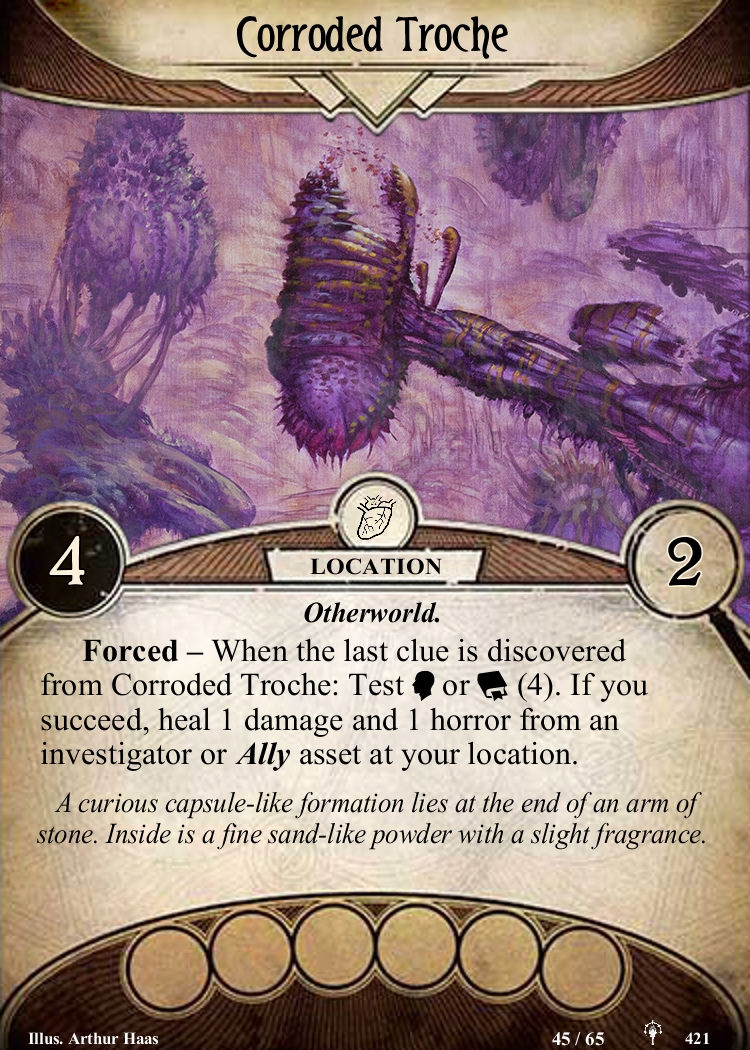 Corroded Troche
4
LOCATION
2
Otherworld.
Forced – When the last clue is discovered
from Corroded Troche: Test or (4). If you
succeed, heal 1 damage and 1 horror from an
investigator or Ally asset at your location.
A curious capsule-like formation lies at the end of an arm of
stone. Inside is a fine sand-like powder with a slight fragrance.
Illus. Arthur Haas
45 / 65
421